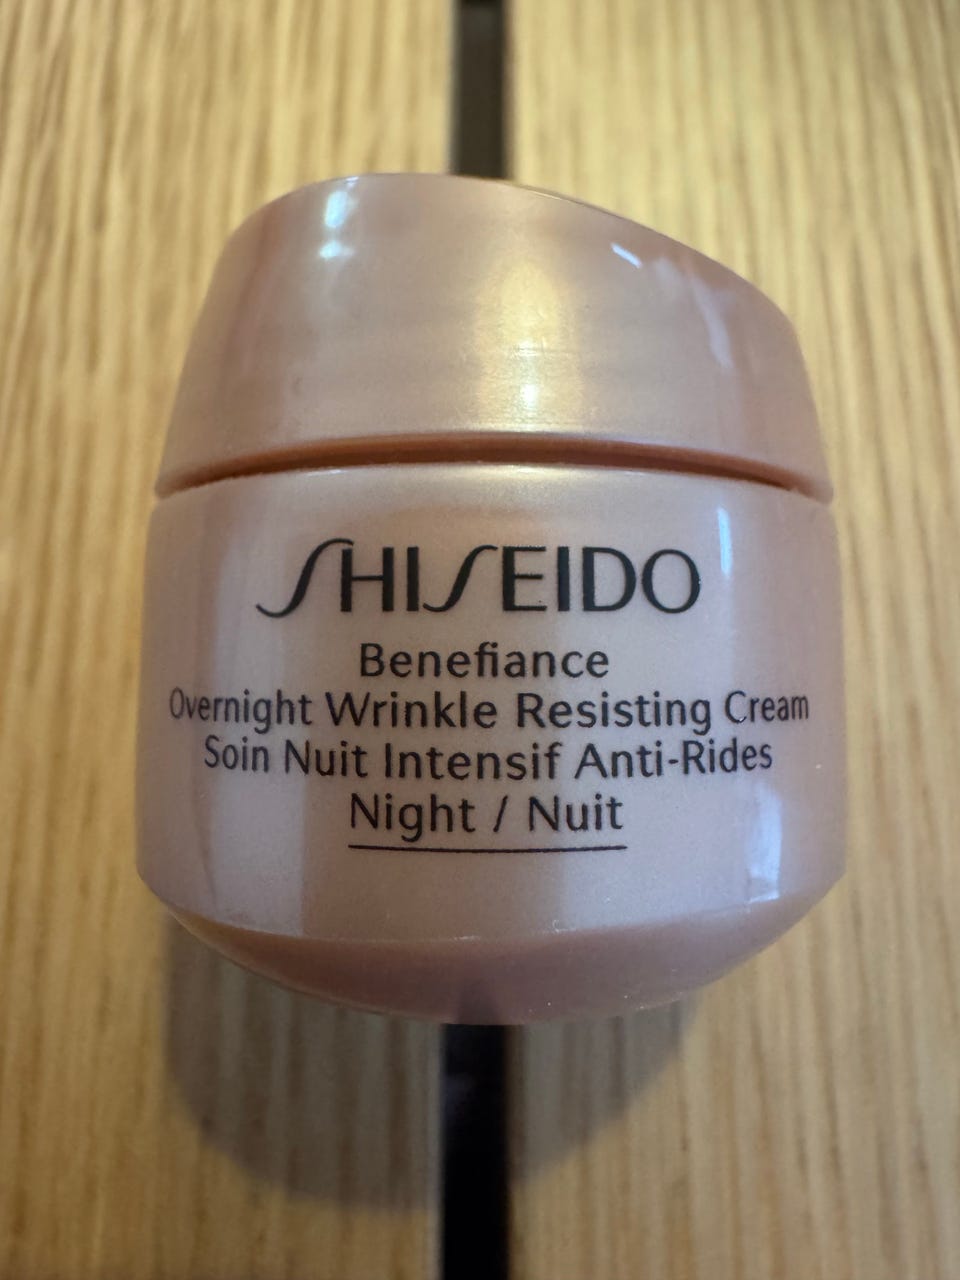 SHISEIDO
Benefiance
Overnight Wrinkle Resisting Cream
Soin Nuit Intensif Anti-Rides
Night / Nuit